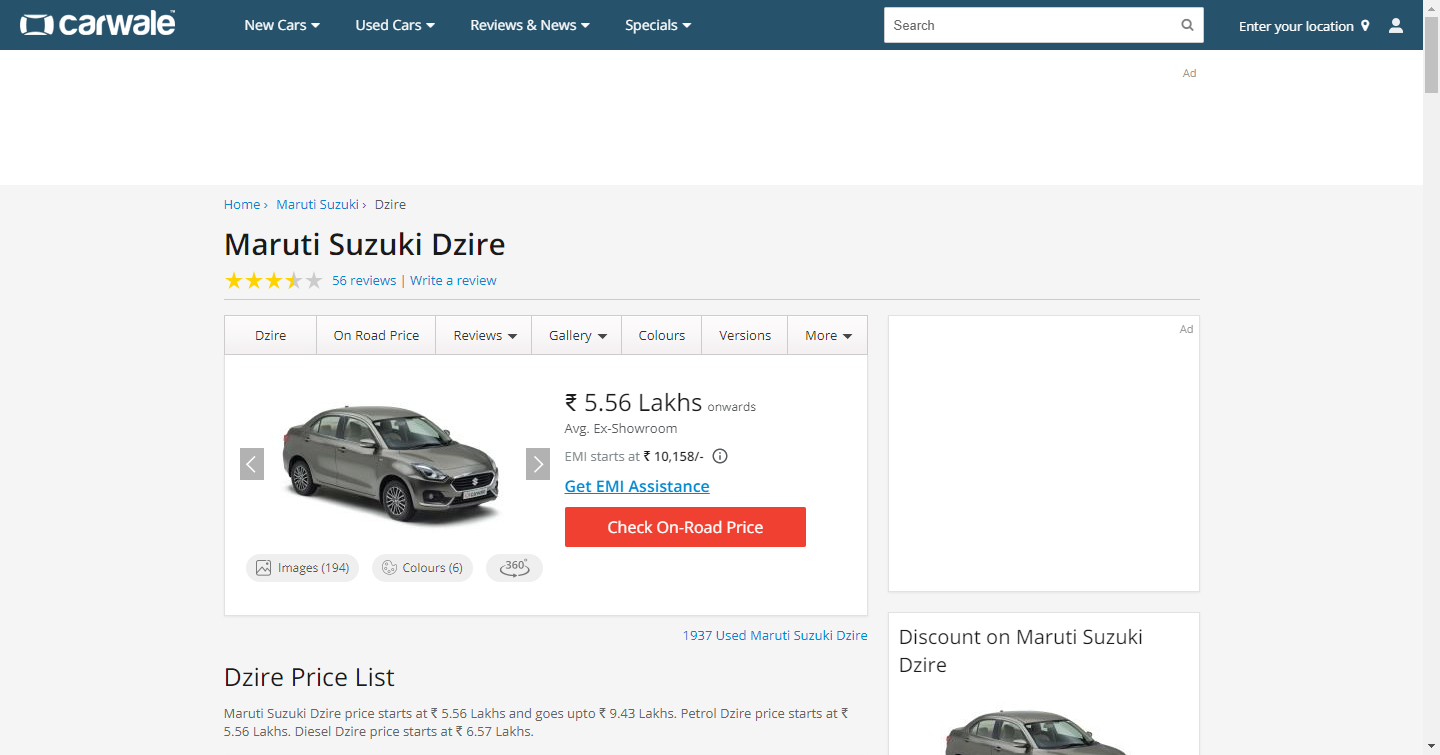 carwale™
New Cars
Used Cars
Reviews & News
Specials
Search
Enter your location
Ad
Home › Maruti Suzuki › Dzire
Maruti Suzuki Dzire
56 reviews | Write a review
Dzire
On Road Price
Reviews
Gallery
Colours
Versions
More
₹ 5.56 Lakhs onwards
Avg. Ex-Showroom
EMI starts at ₹ 10,158/-
Get EMI Assistance
Check On-Road Price
Images (194)
Colours (6)
360°
1937 Used Maruti Suzuki Dzire
Dzire Price List
Maruti Suzuki Dzire price starts at ₹ 5.56 Lakhs and goes upto ₹ 9.43 Lakhs. Petrol Dzire price starts at ₹
5.56 Lakhs. Diesel Dzire price starts at ₹ 6.57 Lakhs.
Ad
Discount on Maruti Suzuki
Dzire